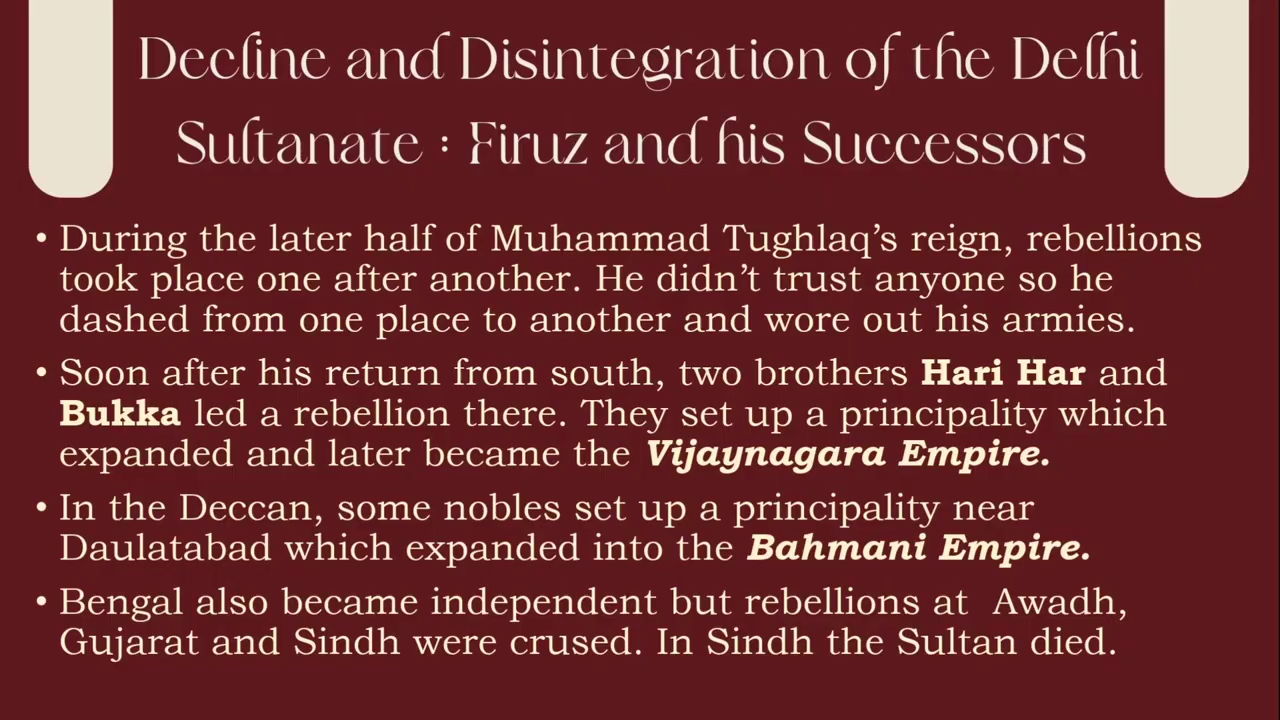 Decline and Disintegration of the Delhi
Sultanate : Firuz and his Successors
• During the later half of Muhammad Tughlaq’s reign, rebellions
took place one after another. He didn’t trust anyone so he
dashed from one place to another and wore out his armies.
• Soon after his return from south, two brothers Hari Har and
Bukka led a rebellion there. They set up a principality which
expanded and later became the Vijaynagara Empire.
• In the Deccan, some nobles set up a principality near
Daulatabad which expanded into the Bahmani Empire.
• Bengal also became independent but rebellions at  Awadh,
Gujarat and Sindh were crused. In Sindh the Sultan died.